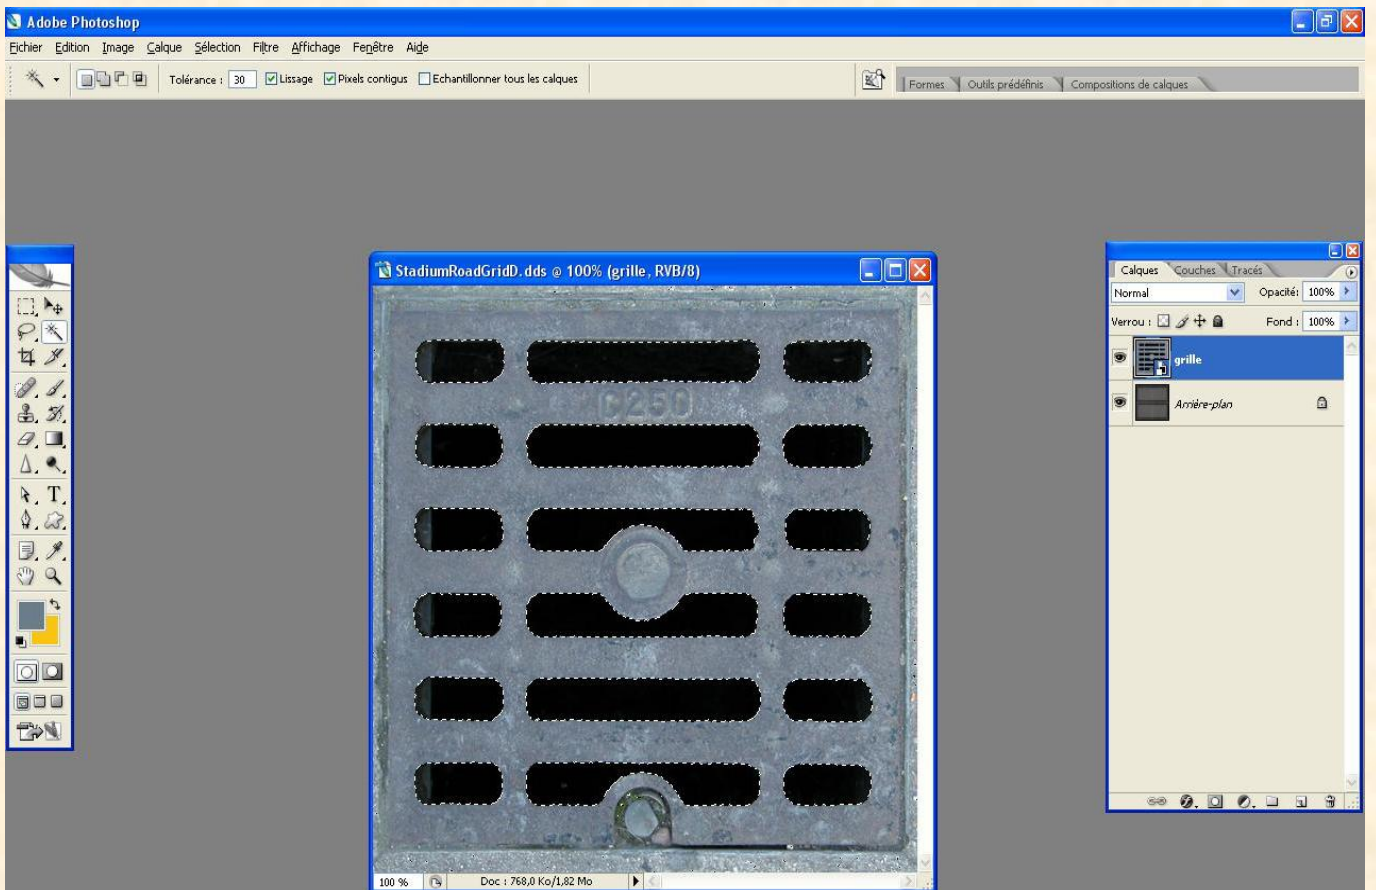 Adobe Photoshop
Fichier Edition Image Calque Sélection Filtre Affichage Fenêtre Aide
Tolérance : 30 Lissage Pixels contigus Echantillonner tous les calques
Formes Outils prédéfinis Compositions de calques
StadiumRoadGridD.dds @ 100% (grille, RVB/8)
Calques Couches Tracés
Normal Opacité: 100%
Verrou : Fond : 100%
grille
Arrière-plan
C250
T
100 % Doc : 768,0 Ko/1,82 Mo